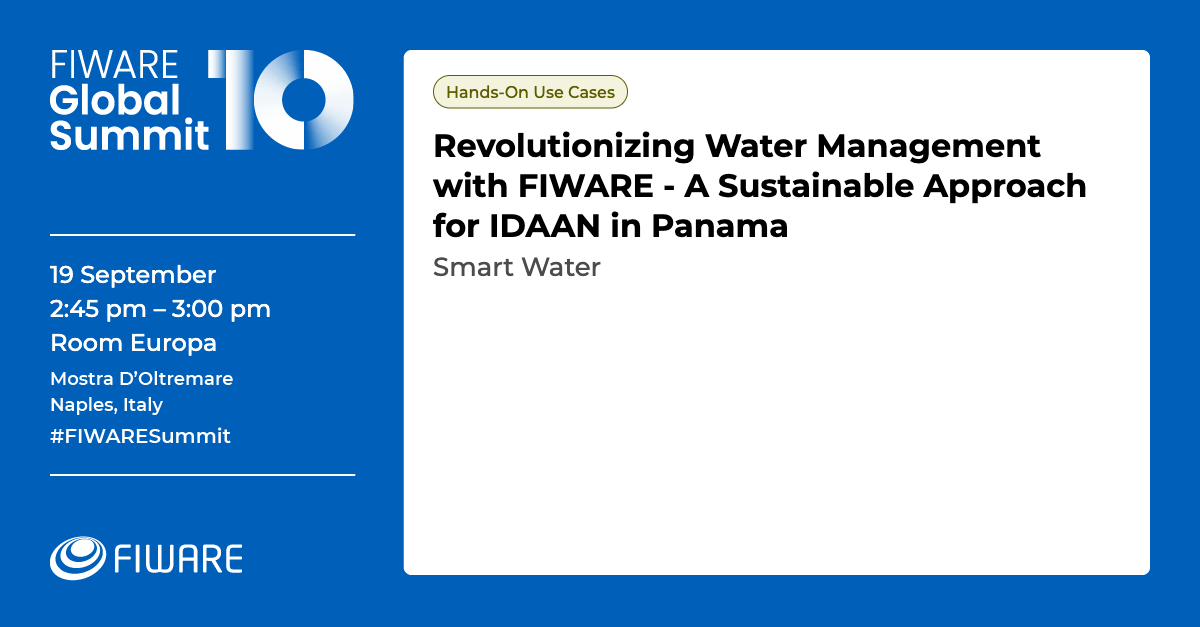 FIWARE
Global
Summit
10
19 September
2:45 pm – 3:00 pm
Room Europa
Mostra D’Oltremare
Naples, Italy
#FIWARESummit
FIWARE
Hands-On Use Cases
Revolutionizing Water Management
with FIWARE - A Sustainable Approach
for IDAAN in Panama
Smart Water